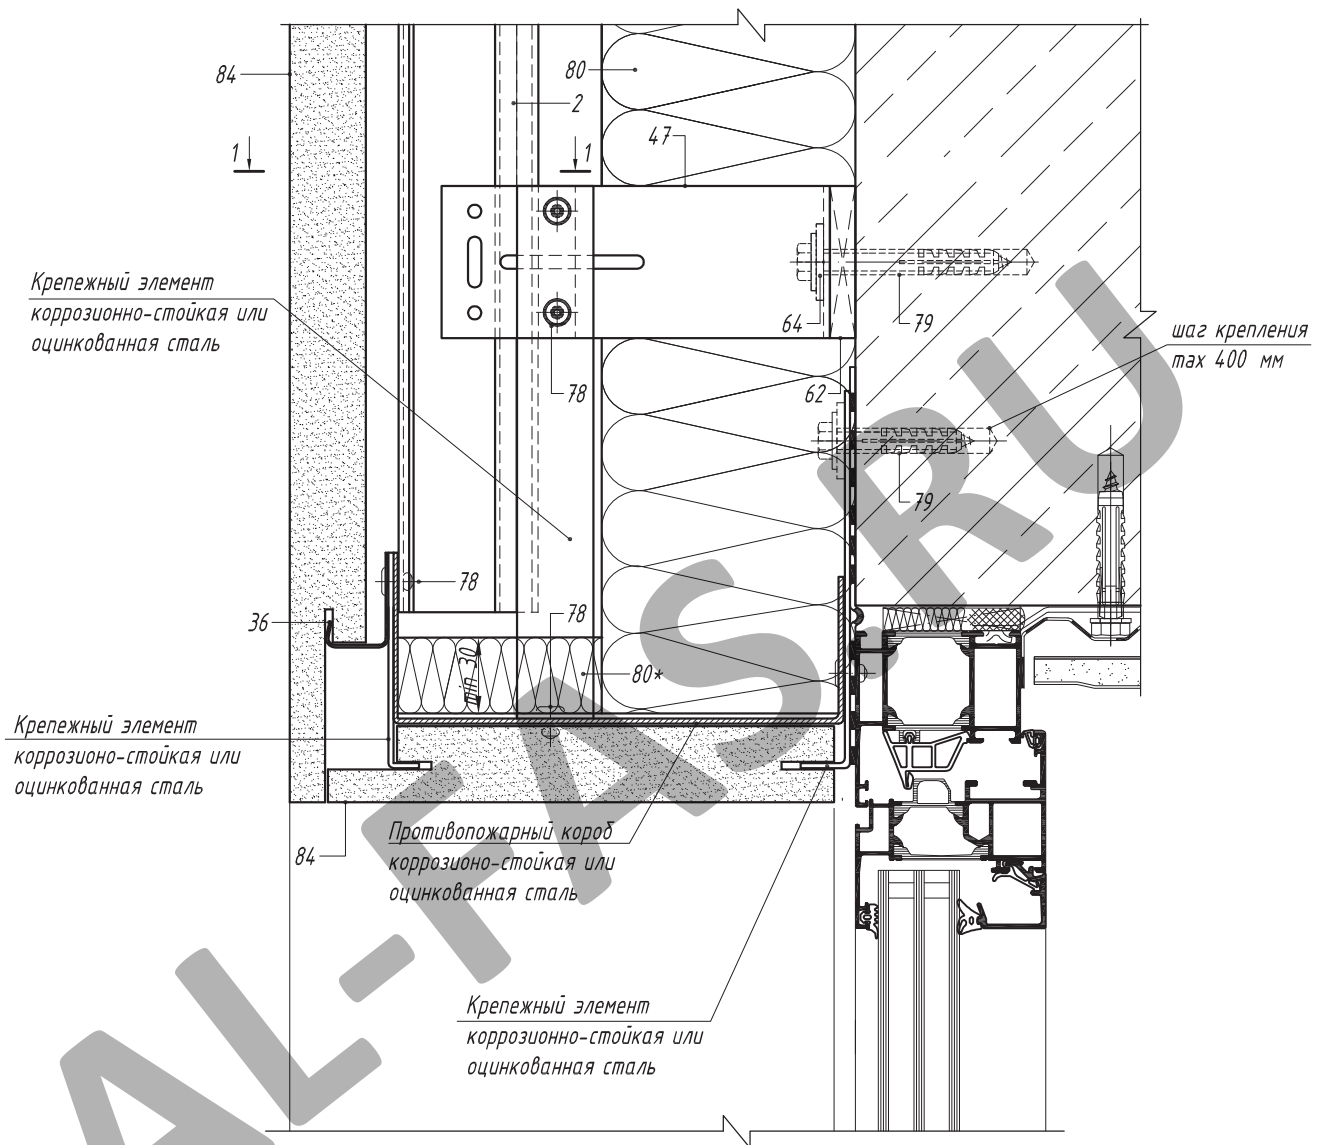 84
80
2
1
1
47
Крепежный элемент
коррозионно-стойкая или
оцинкованная сталь
64
79
шаг крепления
max 400 мм
78
62
79
78
78
36
min 30
80*
Крепежный элемент
коррозионо-стойкая или
оцинкованная сталь
Противопожарный короб
коррозионо-стойкая или
оцинкованная сталь
84
Крепежный элемент
коррозионно-стойкая или
оцинкованная сталь
AL-FAS.RU